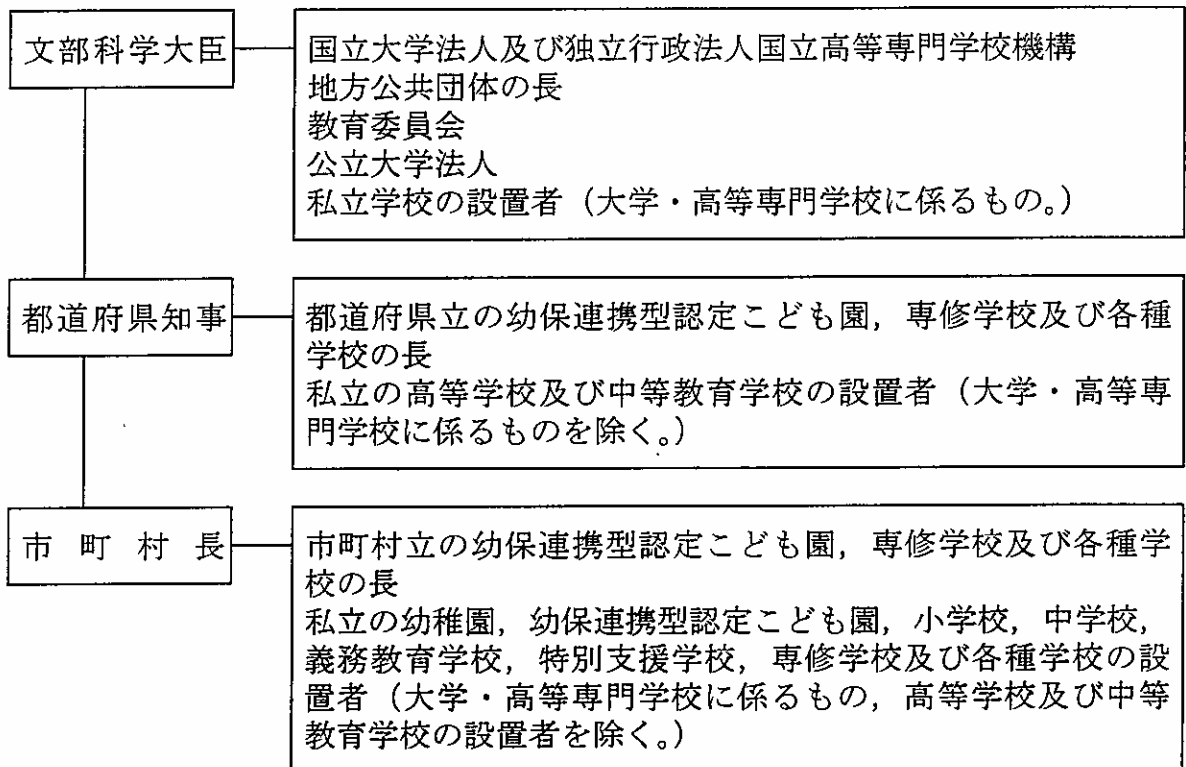 文部科学大臣
国立大学法人及び独立行政法人国立高等専門学校機構
地方公共団体の長
教育委員会
公立大学法人
私立学校の設置者（大学・高等専門学校に係るもの。）
都道府県知事
都道府県立の幼保連携型認定こども園，専修学校及び各種
学校の長
私立の高等学校及び中等教育学校の設置者（大学・高等専
門学校に係るものを除く。）
市町村長
市町村立の幼保連携型認定こども園，専修学校及び各種学
校の長
私立の幼稚園，幼保連携型認定こども園，小学校，中学校，
義務教育学校，特別支援学校，専修学校及び各種学校の設
置者（大学・高等専門学校に係るもの，高等学校及び中等
教育学校の設置者を除く。）